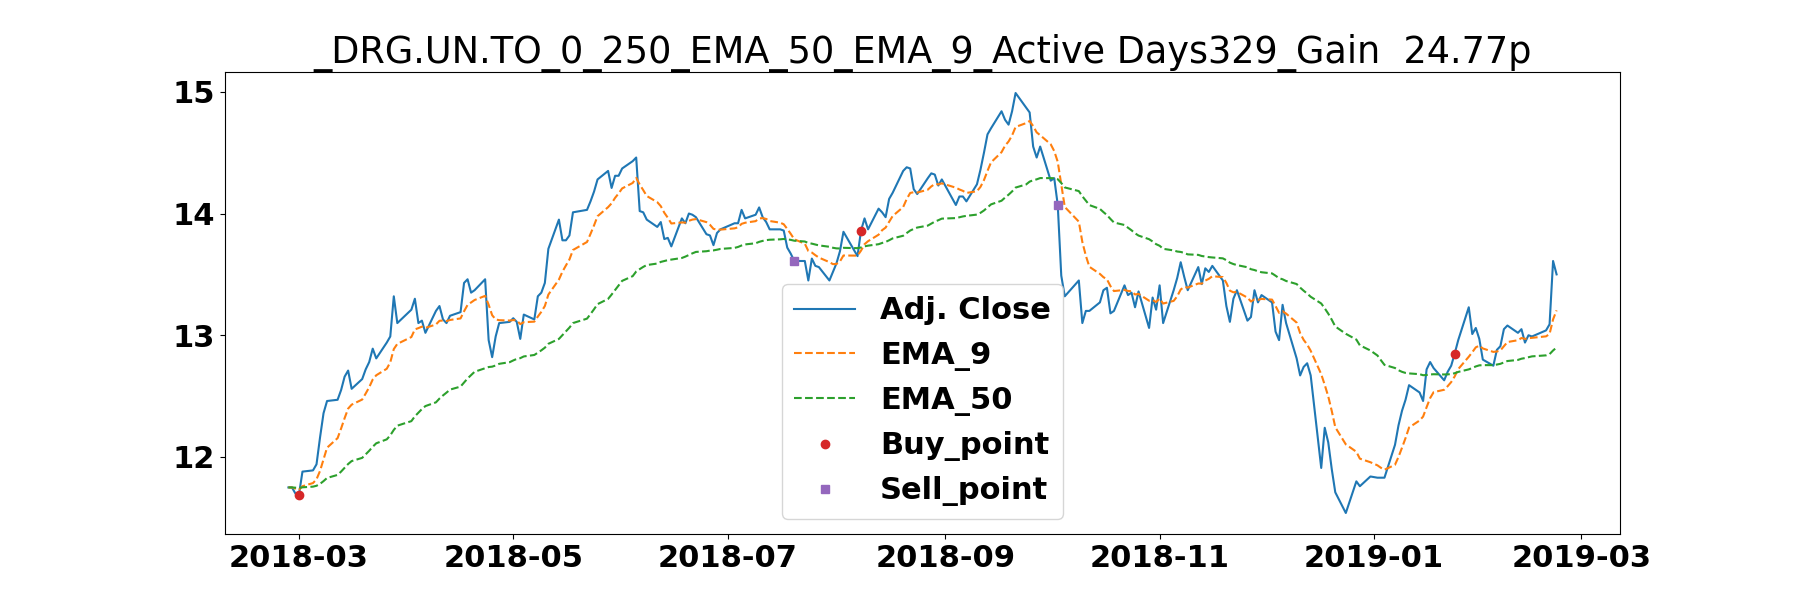 _DRG.UN.TO_0_250_EMA_50_EMA_9_Active Days329_Gain  24.77p
15
14
13
12
Adj. Close
EMA_9
EMA_50
Buy_point
Sell_point
2018-03 2018-05 2018-07 2018-09 2018-11 2019-01 2019-03